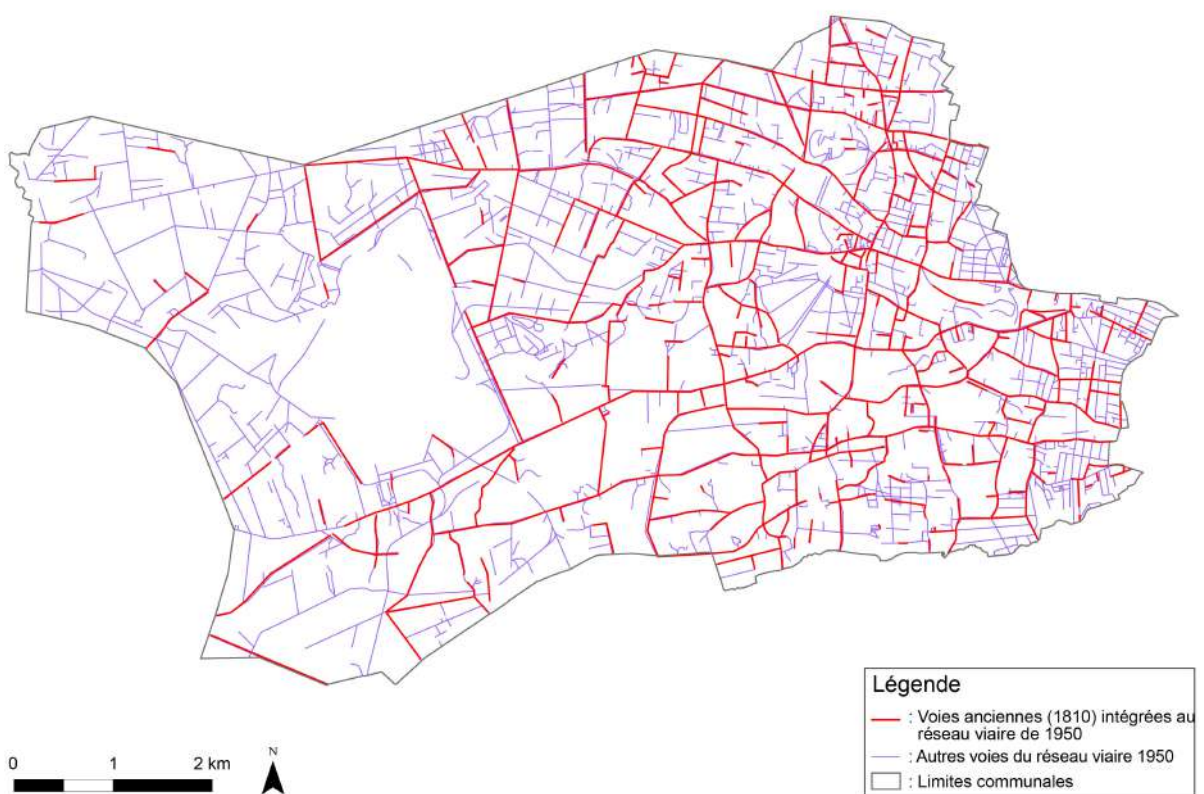 Légende
: Voies anciennes (1810) intégrées au
réseau viaire de 1950
: Autres voies du réseau viaire 1950
: Limites communales
0 1 2 km
N